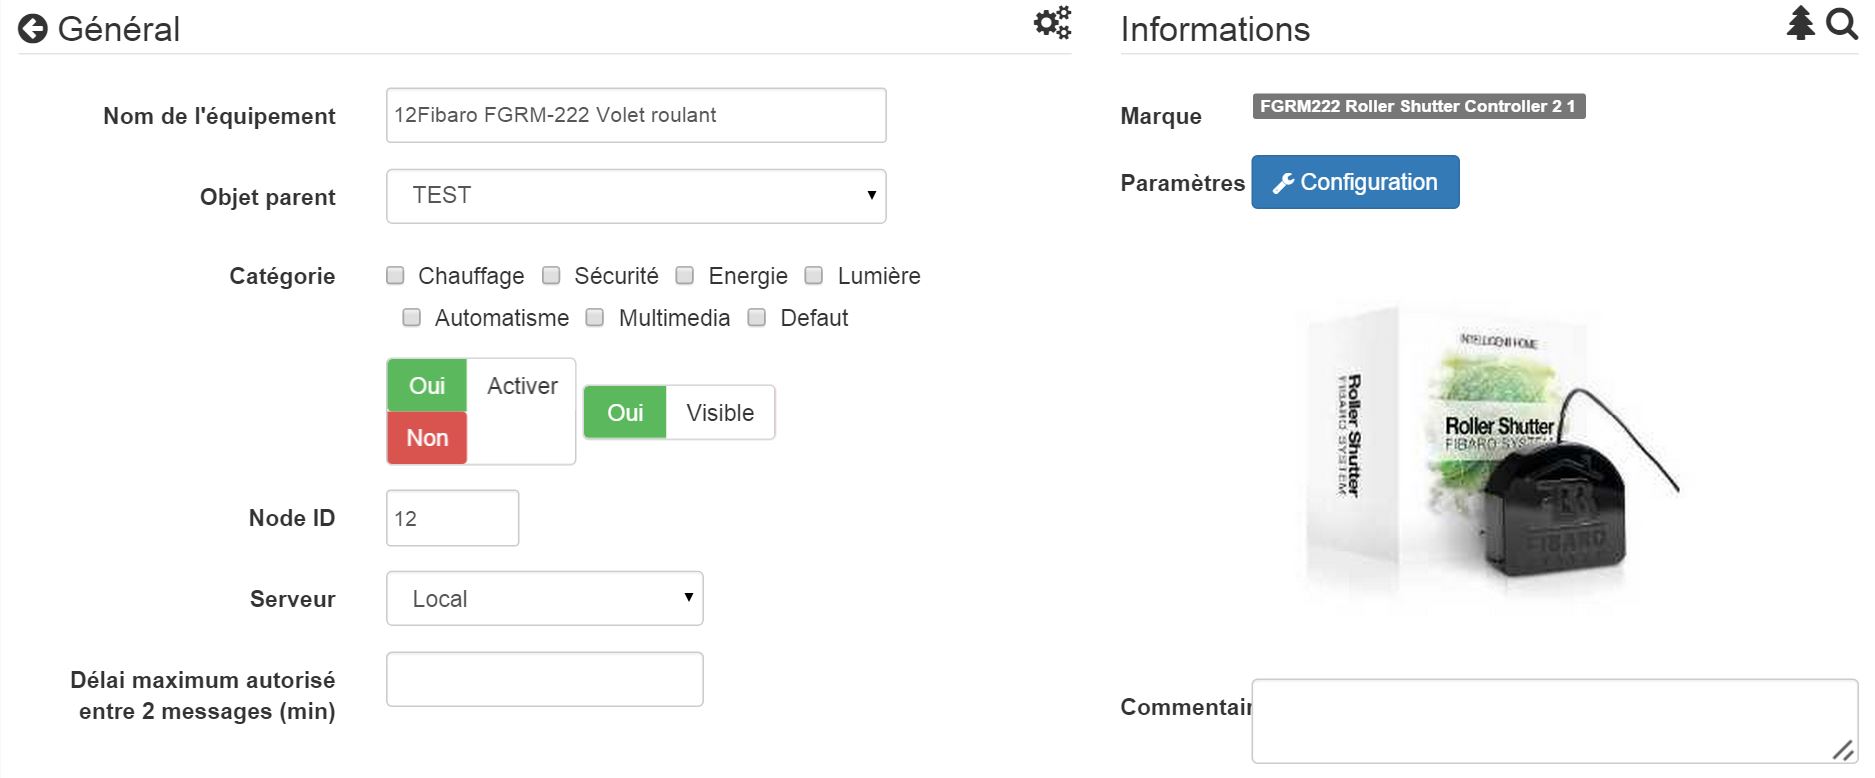 Général
Nom de l'équipement
12Fibaro FGRM-222 Volet roulant
Objet parent
TEST
Catégorie
Chauffage Sécurité Energie Lumière
Automatisme Multimedia Defaut
Oui Activer
Non
Oui Visible
Node ID
12
Serveur
Local
Délai maximum autorisé
entre 2 messages (min)
Informations
Marque
FGRM222 Roller Shutter Controller 2 1
Paramètres
Configuration
INTELLIGENT HOME
Roller Shutter
FIBARO SYSTEM
Roller Shutter
FIBARO SYSTEM
FIBARO
Commentair